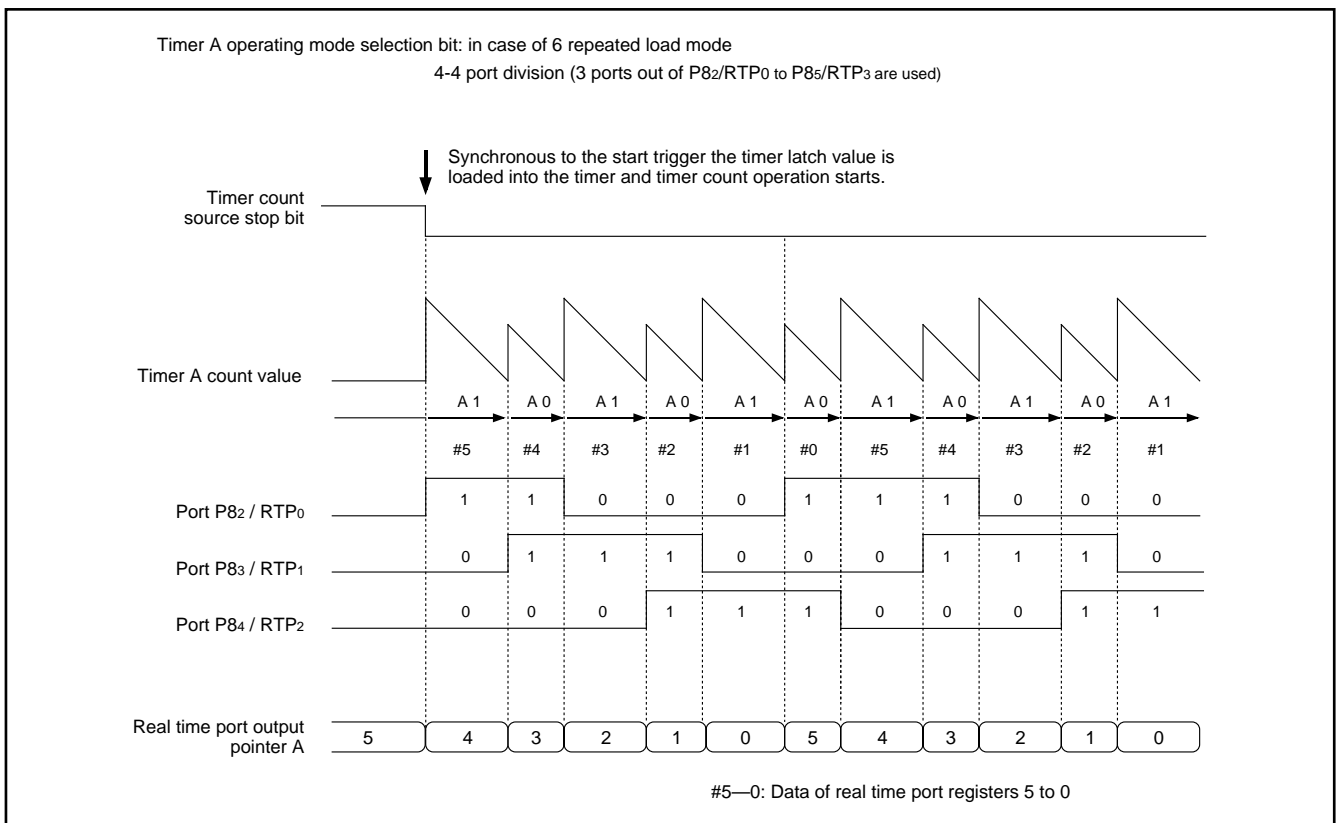 Timer A operating mode selection bit: in case of 6 repeated load mode
4-4 port division (3 ports out of P82/RTP0 to P85/RTP3 are used)
Synchronous to the start trigger the timer latch value is
loaded into the timer and timer count operation starts.
Timer count
source stop bit
Timer A count value
A 1 A 0 A 1 A 0 A 1 A 0 A 1 A 0 A 1 A 0 A 1
#5 #4 #3 #2 #1 #0 #5 #4 #3 #2 #1
Port P82 / RTP0 1 1 0 0 0 1 1 1 0 0 0
Port P83 / RTP1 0 1 1 1 0 0 0 1 1 1 0
Port P84 / RTP2 0 0 0 1 1 1 0 0 0 1 1
Real time port output
pointer A
5 4 3 2 1 0 5 4 3 2 1 0
#5—0: Data of real time port registers 5 to 0